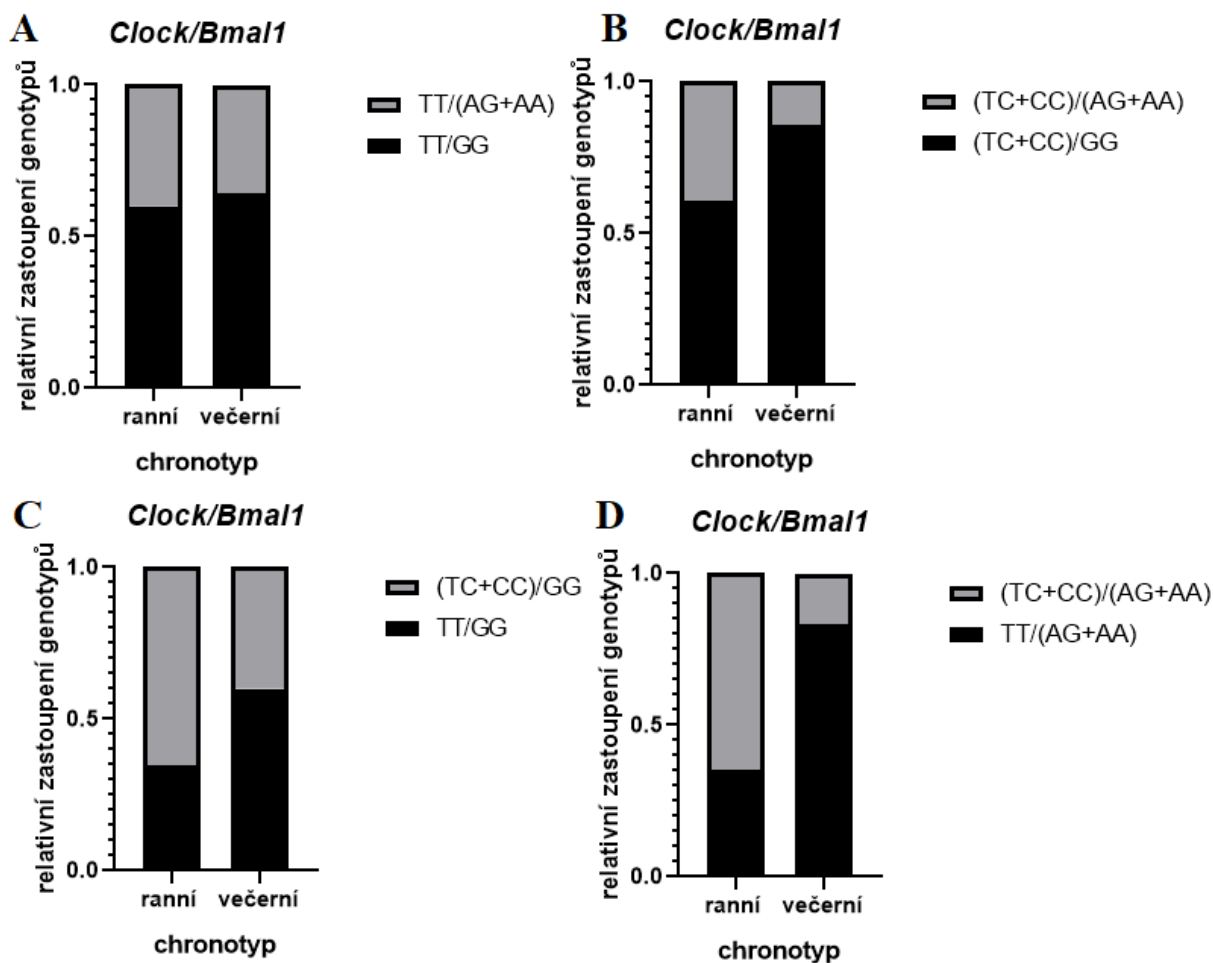 A
Clock/Bmal1
relativní zastoupení genotypů
1.0
0.5
0.0
ranní večerní
chronotyp
TT/(AG+AA)
TT/GG
B
Clock/Bmal1
relativní zastoupení genotypů
1.0
0.5
0.0
ranní večerní
chronotyp
(TC+CC)/(AG+AA)
(TC+CC)/GG
C
Clock/Bmal1
relativní zastoupení genotypů
1.0
0.5
0.0
ranní večerní
chronotyp
(TC+CC)/GG
TT/GG
D
Clock/Bmal1
relativní zastoupení genotypů
1.0
0.5
0.0
ranní večerní
chronotyp
(TC+CC)/(AG+AA)
TT/(AG+AA)